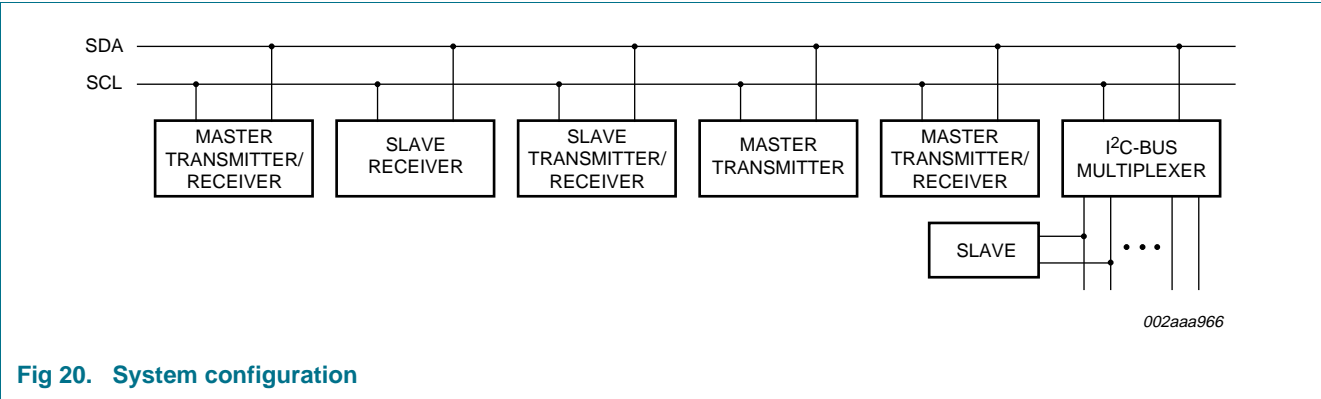 SDA
SCL
MASTER
TRANSMITTER/
RECEIVER
SLAVE
RECEIVER
SLAVE
TRANSMITTER/
RECEIVER
MASTER
TRANSMITTER
MASTER
TRANSMITTER/
RECEIVER
I²C-BUS
MULTIPLEXER
SLAVE
002aaa966
Fig 20. System configuration